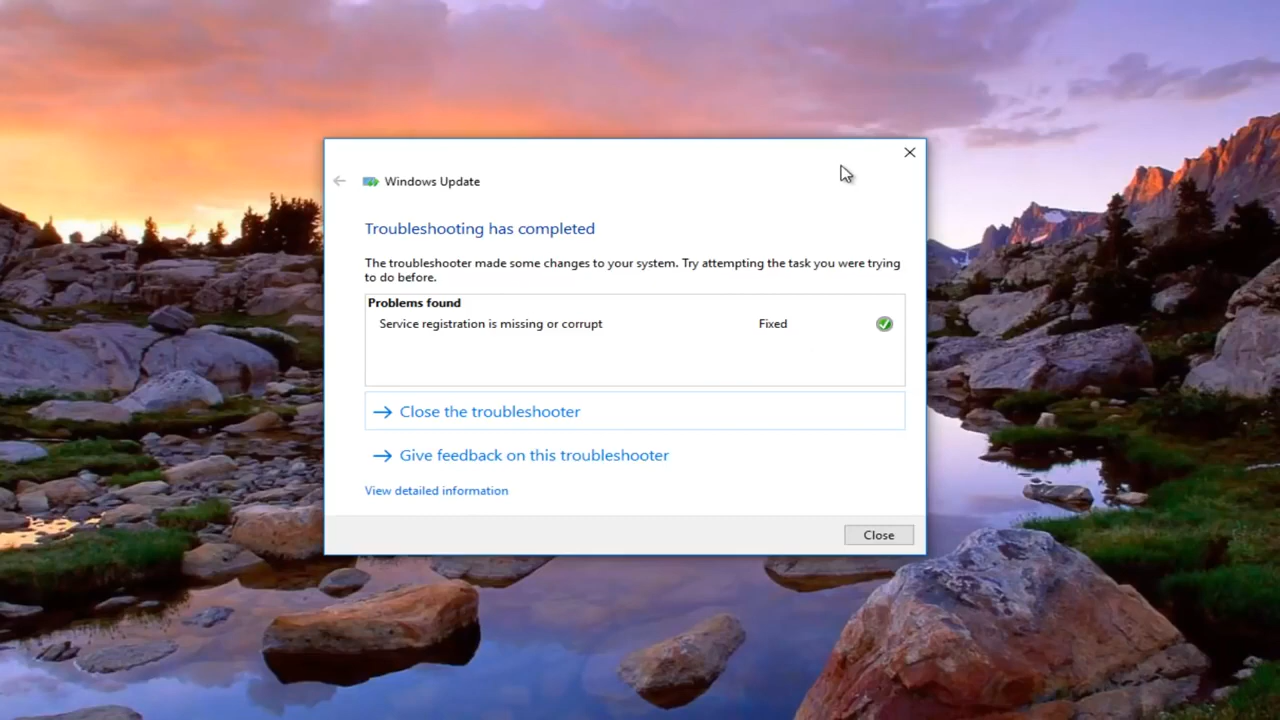 Windows Update
Troubleshooting has completed
The troubleshooter made some changes to your system. Try attempting the task you were trying
to do before.
Problems found
Service registration is missing or corrupt Fixed
Close the troubleshooter
Give feedback on this troubleshooter
View detailed information
Close